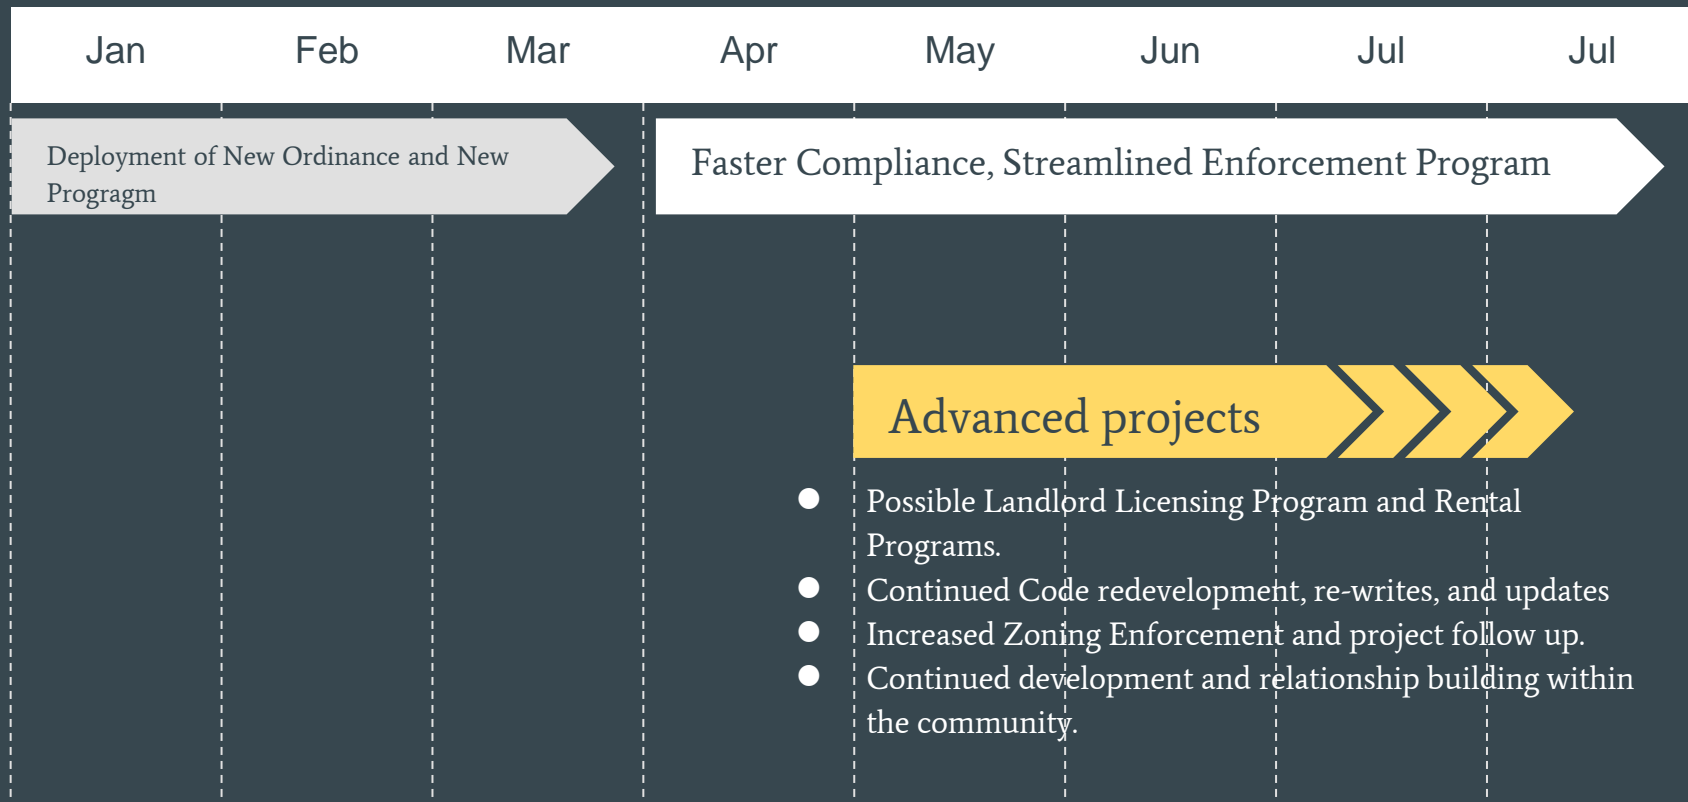 Jan Feb Mar Apr May Jun Jul Jul
Deployment of New Ordinance and New
Progragm
Faster Compliance, Streamlined Enforcement Program
Advanced projects
● Possible Landlord Licensing Program and Rental
Programs.
● Continued Code redevelopment, re-writes, and updates
● Increased Zoning Enforcement and project follow up.
● Continued development and relationship building within
the community.